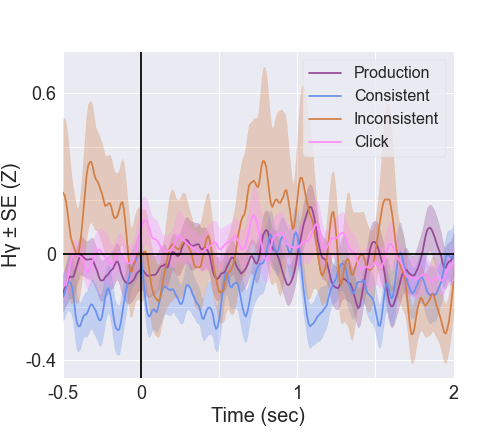 Production
Consistent
Inconsistent
Click
Hγ ± SE (Z)
0.6
0
-0.4
-0.5 0 1 2
Time (sec)